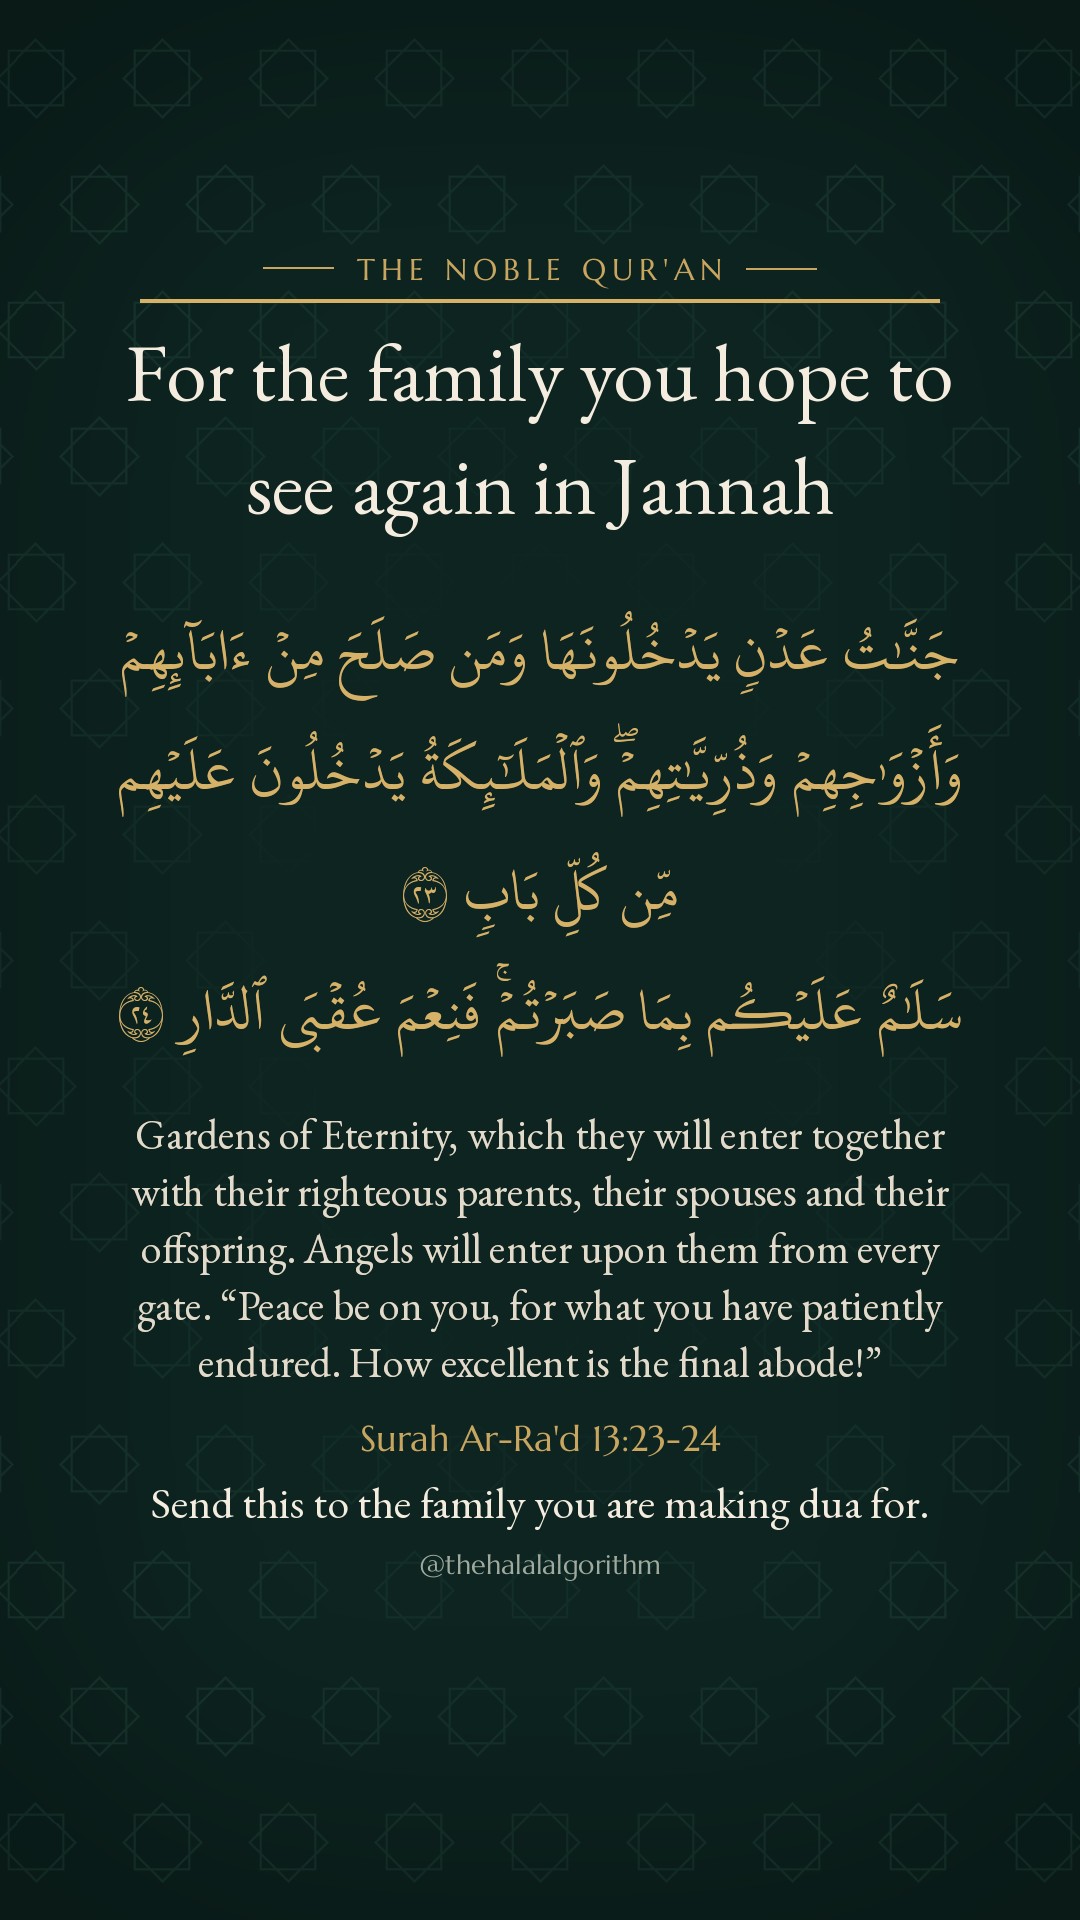 THE NOBLE QUR'AN
For the family you hope to
see again in Jannah
جَنَّـٰتُ عَدْنٍ يَدْخُلُونَهَا وَمَن صَلَحَ مِنْ ءَابَآئِهِمْ
وَأَزْوَٰجِهِمْ وَذُرِّيَّـٰتِهِمْ ۖ وَٱلْمَلَـٰٓئِكَةُ يَدْخُلُونَ عَلَيْهِم
مِّن كُلِّ بَابٍ ٢٣
سَلَـٰمٌ عَلَيْكُم بِمَا صَبَرْتُمْ ۚ فَنِعْمَ عُقْبَى ٱلدَّارِ ٢٤
Gardens of Eternity, which they will enter together
with their righteous parents, their spouses and their
offspring. Angels will enter upon them from every
gate. “Peace be on you, for what you have patiently
endured. How excellent is the final abode!”
Surah Ar-Ra'd 13:23-24
Send this to the family you are making dua for.
@thehalalalgorithm